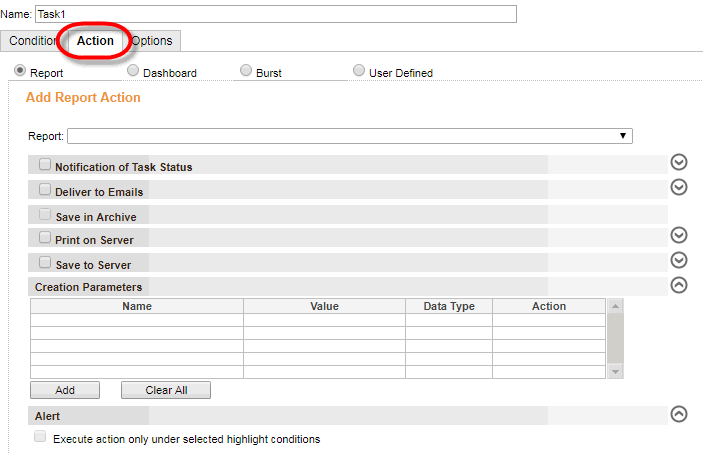 Name: Task1
Condition Action Options
Report Dashboard Burst User Defined
Add Report Action
Report:
Notification of Task Status
Deliver to Emails
Save in Archive
Print on Server
Save to Server
Creation Parameters
Name Value Data Type Action
Add Clear All
Alert
Execute action only under selected highlight conditions